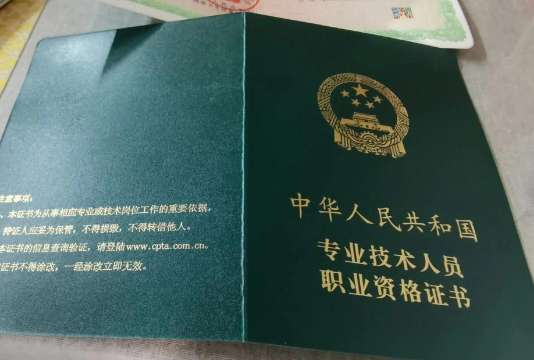 注意事项：
、本证书为从事相应专业或技术岗位工作的重要依据，
持证人应妥为保管，不得损毁，不得转借他人。
本证书的信息查询验证，请登陆www.cpta.com.cn。
证书不得涂改，一经涂改立即无效。
中华人民共和国
专业技术人员
职业资格证书